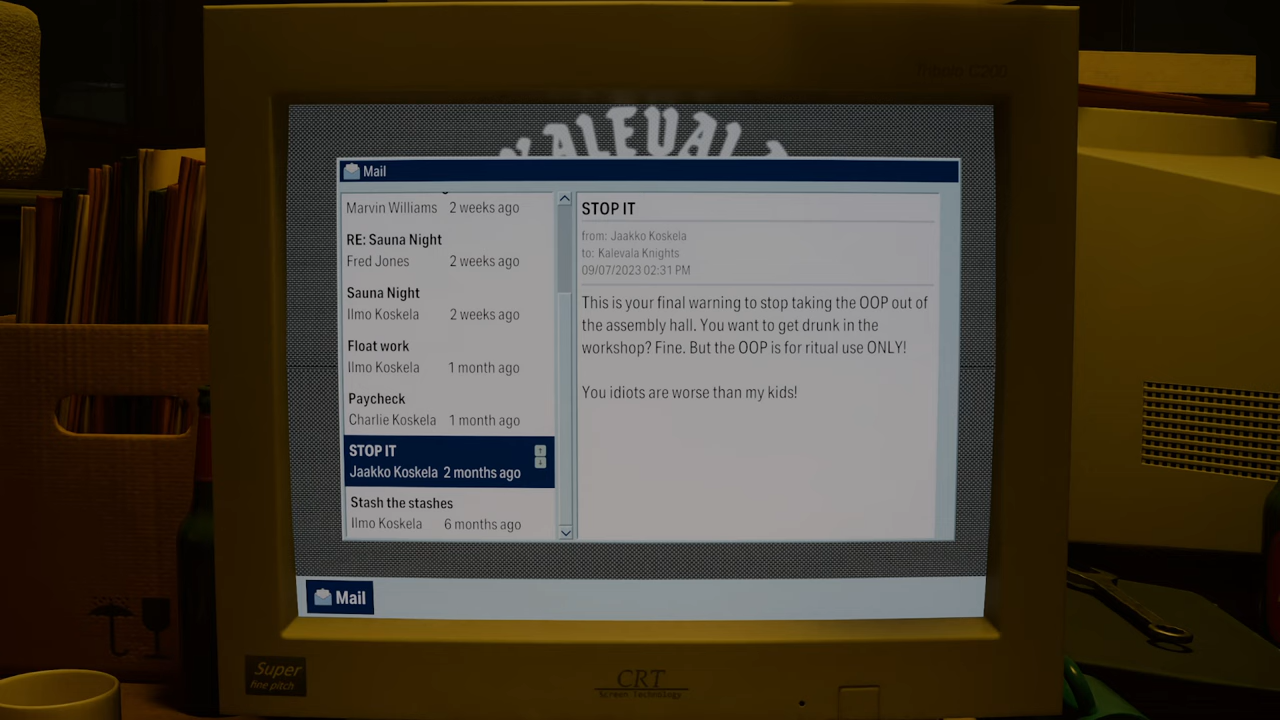 KALEVALA
Mail
Marvin Williams 2 weeks ago
RE: Sauna Night
Fred Jones 2 weeks ago
Sauna Night
Ilmo Koskela 2 weeks ago
Float work
Ilmo Koskela 1 month ago
Paycheck
Charlie Koskela 1 month ago
STOP IT
Jaakko Koskela 2 months ago
Stash the stashes
Ilmo Koskela 6 months ago
STOP IT
from: Jaakko Koskela
to: Kalevala Knights
09/07/2023 02:31 PM
This is your final warning to stop taking the OOP out of
the assembly hall. You want to get drunk in the
workshop? Fine. But the OOP is for ritual use ONLY!
You idiots are worse than my kids!
Mail
Super
fine pitch
CRT
Screen Technology